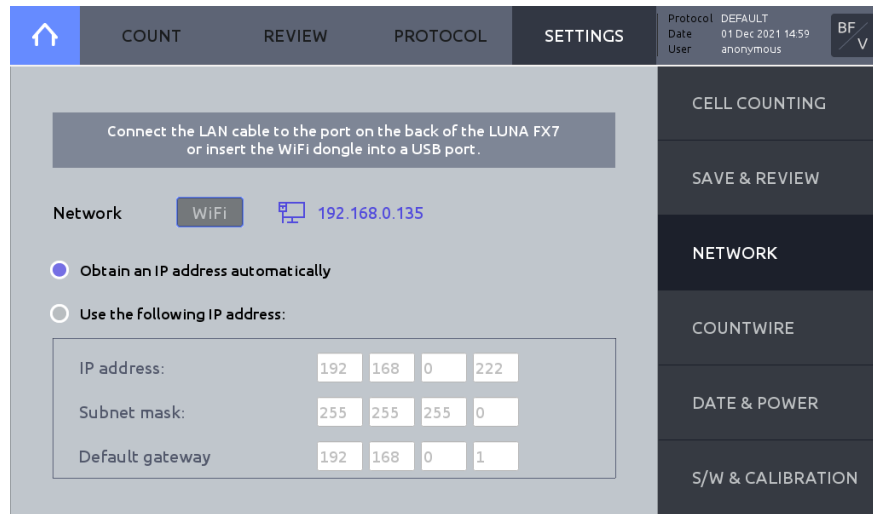 COUNT REVIEW PROTOCOL SETTINGS
Protocol DEFAULT
Date 01 Dec 2021 14:59
User anonymous
BF/V
Connect the LAN cable to the port on the back of the LUNA FX7
or insert the WiFi dongle into a USB port.
Network WiFi 192.168.0.135
Obtain an IP address automatically
Use the following IP address:
IP address: 192 168 0 222
Subnet mask: 255 255 255 0
Default gateway 192 168 0 1
CELL COUNTING
SAVE & REVIEW
NETWORK
COUNTWIRE
DATE & POWER
S/W & CALIBRATION